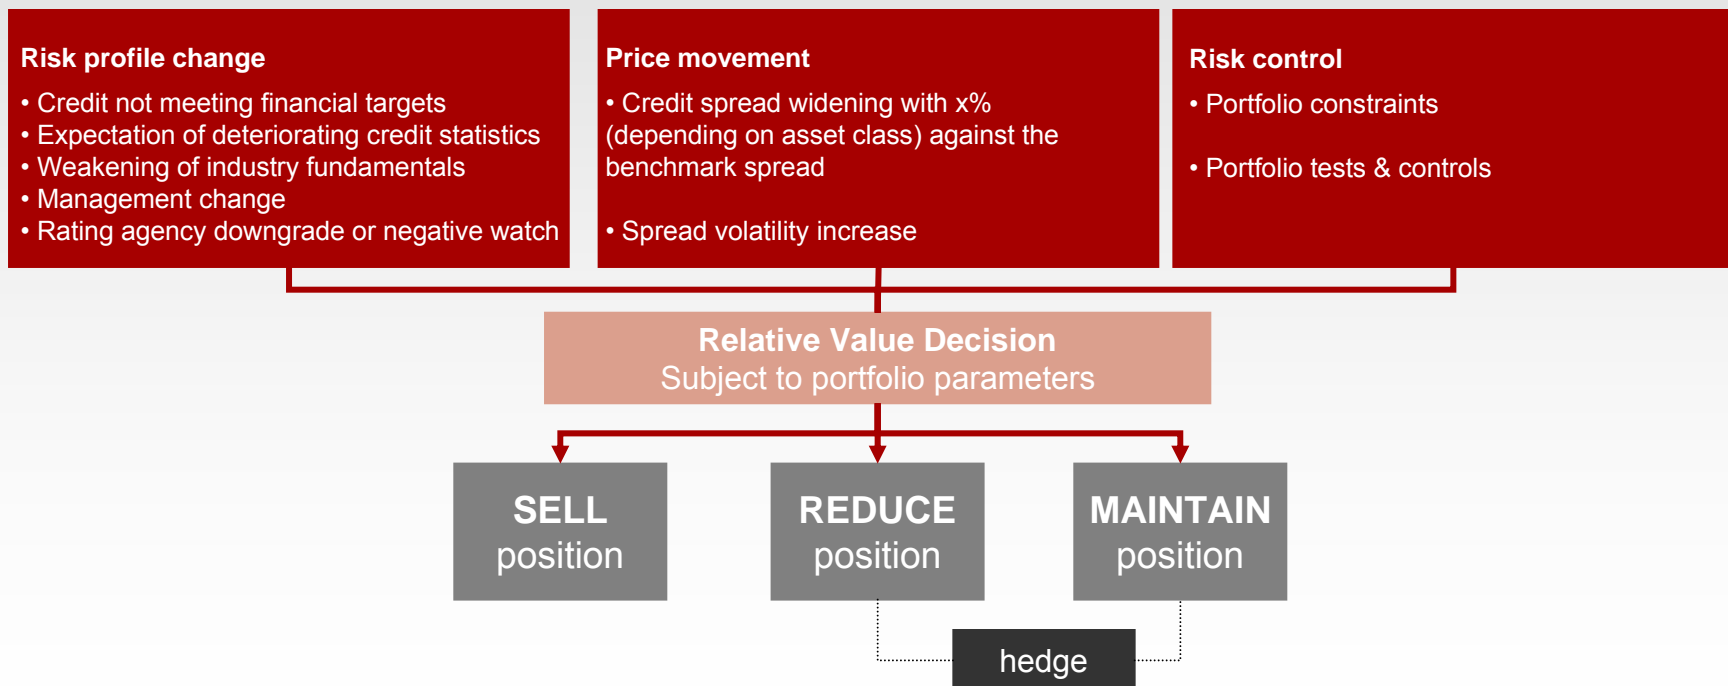 Risk profile change
• Credit not meeting financial targets
• Expectation of deteriorating credit statistics
• Weakening of industry fundamentals
• Management change
• Rating agency downgrade or negative watch
Price movement
• Credit spread widening with x%
(depending on asset class) against the
benchmark spread
• Spread volatility increase
Risk control
• Portfolio constraints
• Portfolio tests & controls
Relative Value Decision
Subject to portfolio parameters
SELL
position
REDUCE
position
MAINTAIN
position
hedge